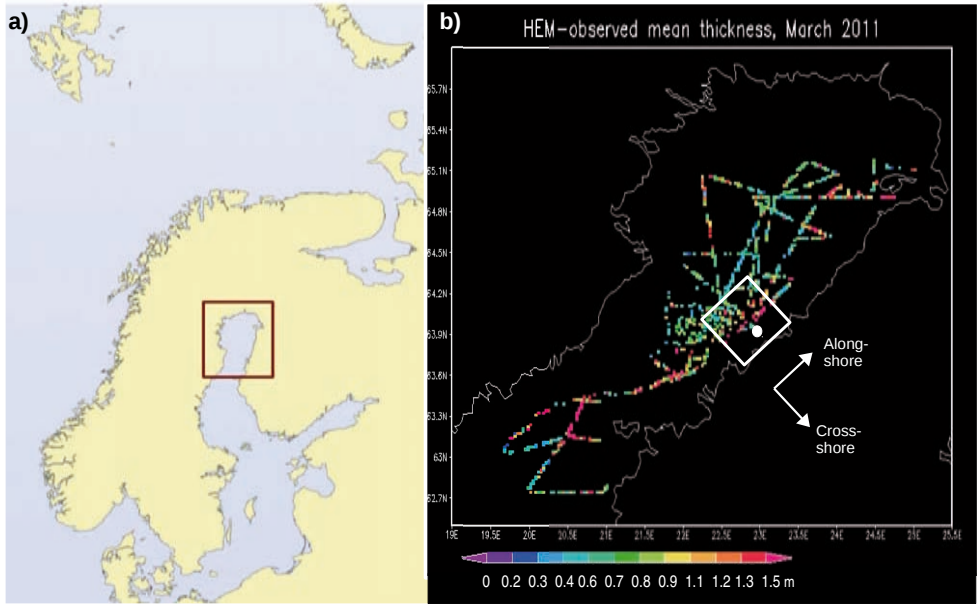 a)
b)
HEM-observed mean thickness, March 2011
65.7N
65.4N
65.1N
64.8N
64.5N
64.2N
63.9N
63.6N
63.3N
63N
62.7N
Along-
shore
Cross-
shore
19E 19.5E 20E 20.5E 21E 21.5E 22E 22.5E 23E 23.5E 24E 24.5E 25E 25.5E
0 0.2 0.3 0.4 0.6 0.7 0.8 0.9 1.1 1.2 1.3 1.5 m